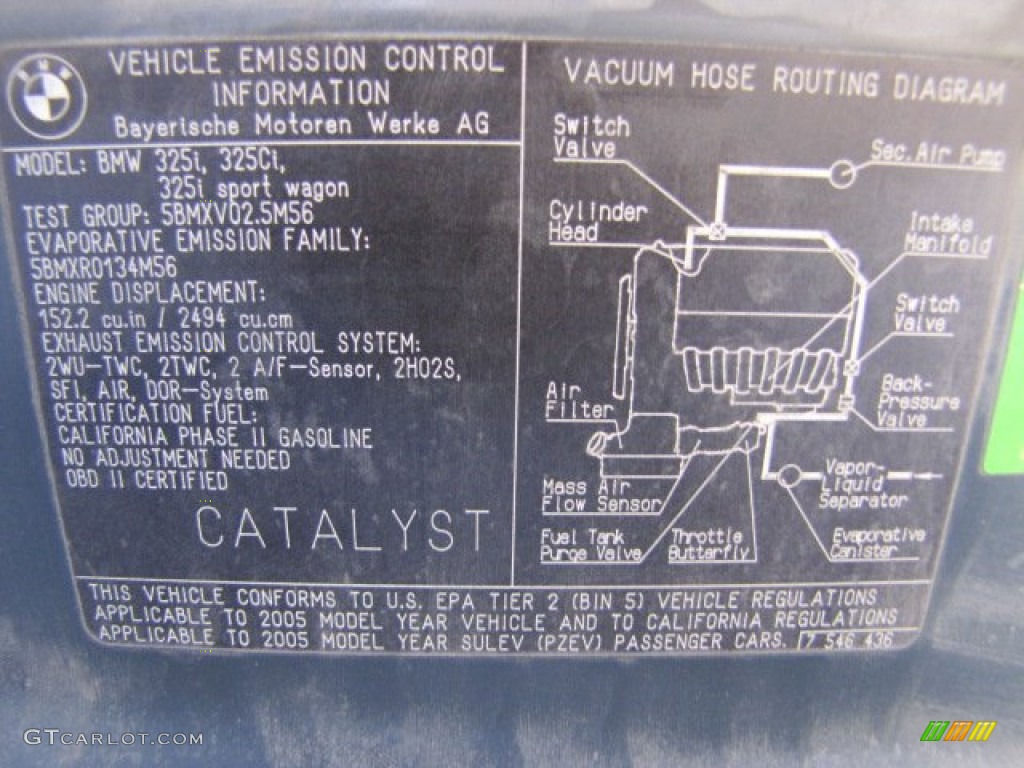 BMW
VEHICLE EMISSION CONTROL
INFORMATION
Bayerische Motoren Werke AG
MODEL: BMW 325i, 325Ci,
325i sport wagon
TEST GROUP: 5BMXV02.5M56
EVAPORATIVE EMISSION FAMILY:
5BMXR0134M56
ENGINE DISPLACEMENT:
152.2 cu.in / 2494 cu.cm
EXHAUST EMISSION CONTROL SYSTEM:
2WU-TWC, 2TWC, 2 A/F-Sensor, 2HO2S,
SFI, AIR, DOR-System
CERTIFICATION FUEL:
CALIFORNIA PHASE II GASOLINE
NO ADJUSTMENT NEEDED
OBD II CERTIFIED
CATALYST
VACUUM HOSE ROUTING DIAGRAM
Switch
Valve
Sec. Air Pump
Cylinder
Head
Intake
Manifold
Switch
Valve
Air
Filter
Back-
Pressure
Valve
Mass Air
Flow Sensor
Vapor-
Liquid
Separator
Fuel Tank
Purge Valve
Throttle
Butterfly
Evaporative
Canister
THIS VEHICLE CONFORMS TO U.S. EPA TIER 2 (BIN 5) VEHICLE REGULATIONS
APPLICABLE TO 2005 MODEL YEAR VEHICLE AND TO CALIFORNIA REGULATIONS
APPLICABLE TO 2005 MODEL YEAR SULEV (PZEV) PASSENGER CARS. 7 546 436
GTCARLOT.COM